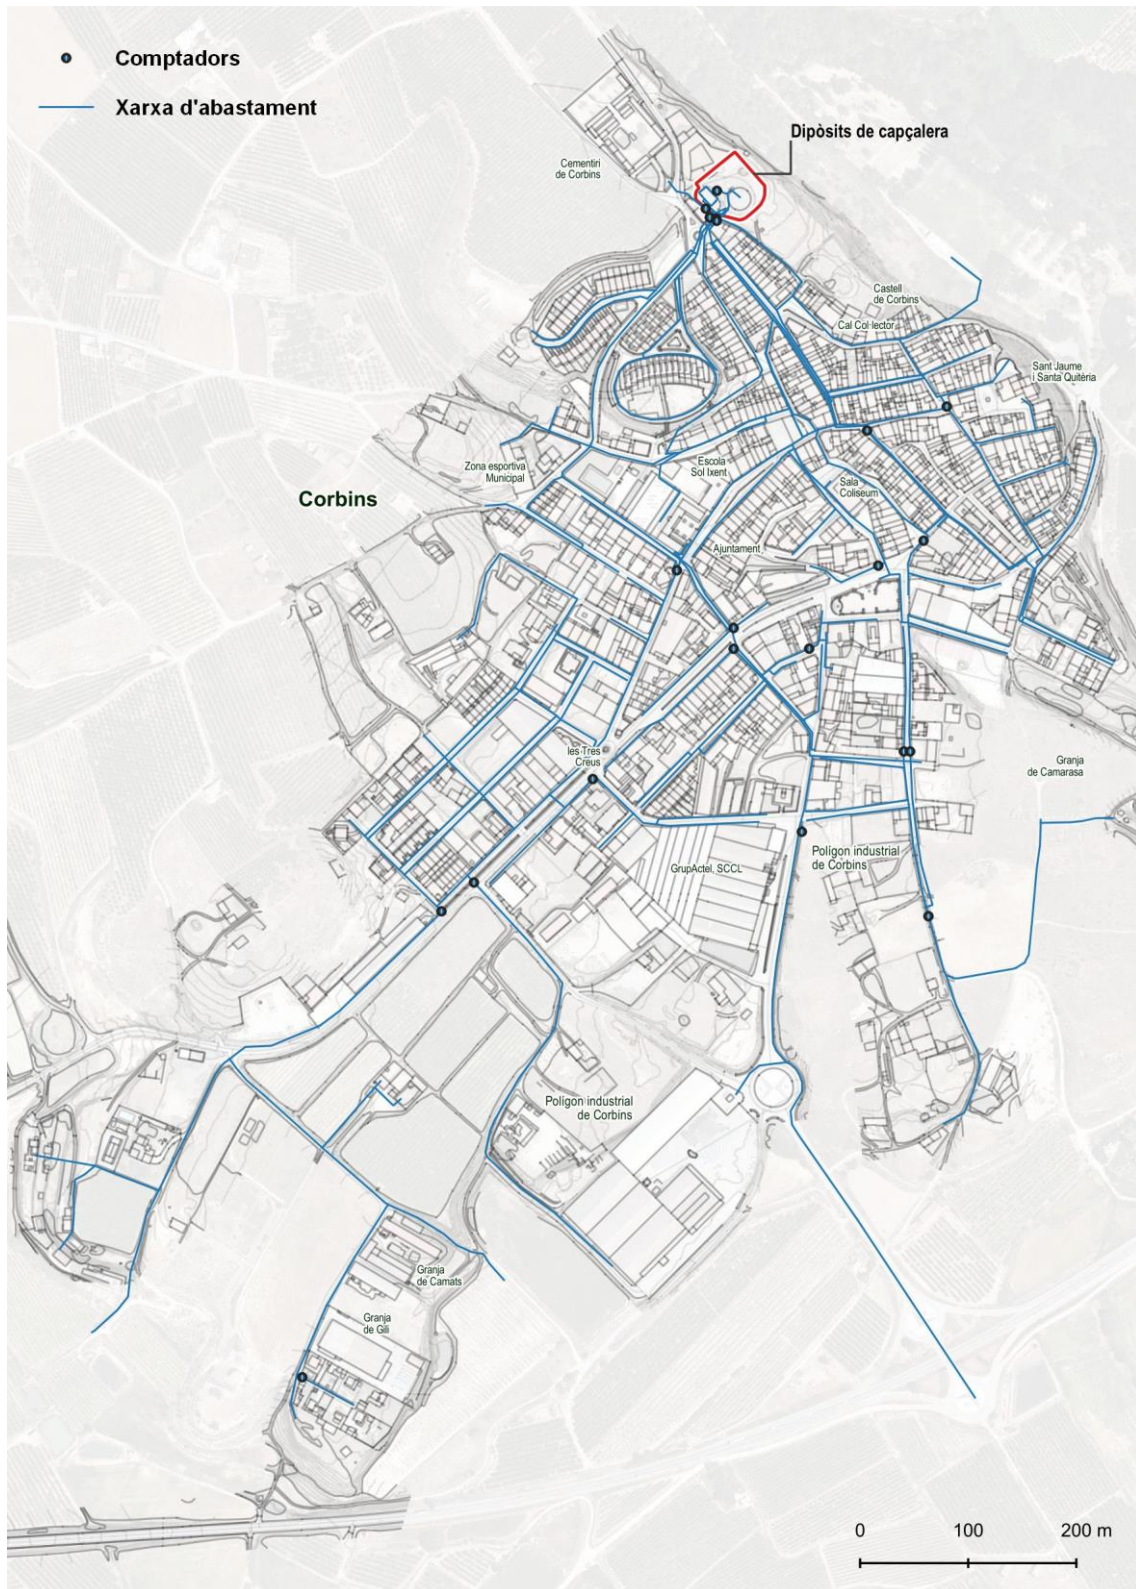 Comptadors
Xarxa d'abastament
Dipòsits de capçalera
Cementiri
de Corbins
Castell
de Corbins
Cal Col·lector
Sant Jaume
i Santa Quitèria
Zona esportiva
Municipal
Escola
Sol Ixent
Sala
Coliseum
Corbins
Ajuntament
les Tres
Creus
Granja
de Camarasa
Polígon industrial
de Corbins
GrupActel, SCCL
Polígon industrial
de Corbins
Granja
de Camats
Granja
de Gili
0 100 200 m